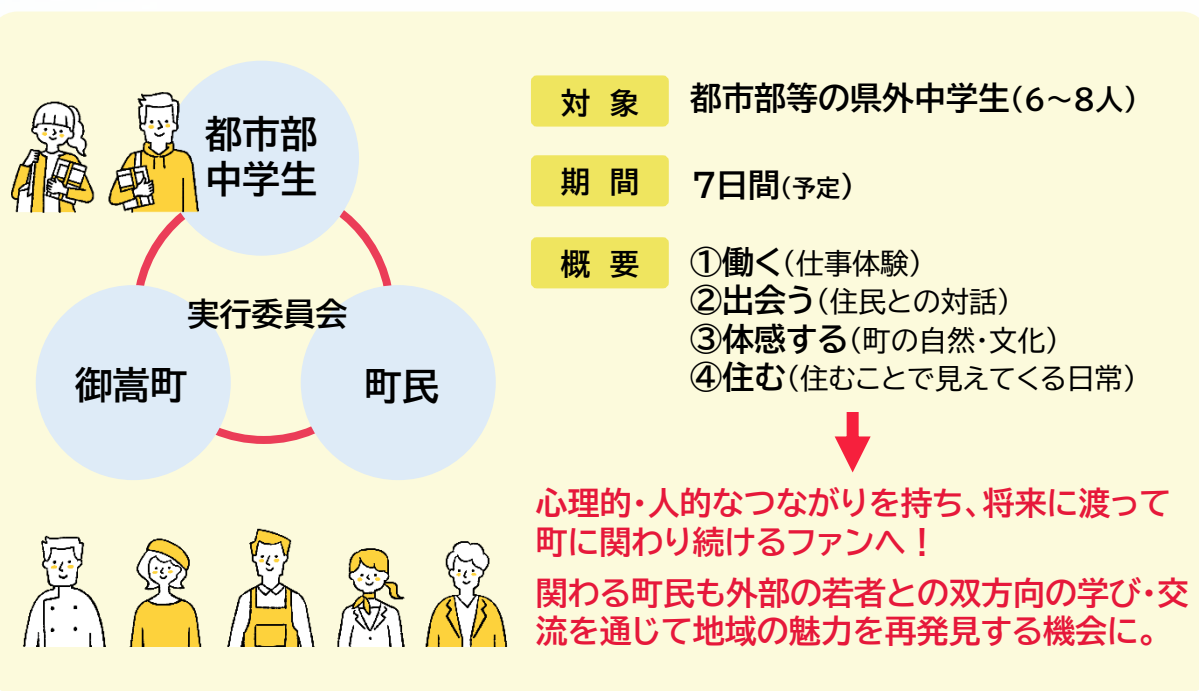 都市部
中学生
実行委員会
御嵩町
町民
対 象
都市部等の県外中学生(6～8人)
期 間
7日間(予定)
概 要
①働く(仕事体験)
②出会う(住民との対話)
③体感する(町の自然・文化)
④住む(住むことで見えてくる日常)
心理的・人的なつながりを持ち、将来に渡って
町に関わり続けるファンへ！
関わる町民も外部の若者との双方向の学び・交
流を通じて地域の魅力を再発見する機会に。